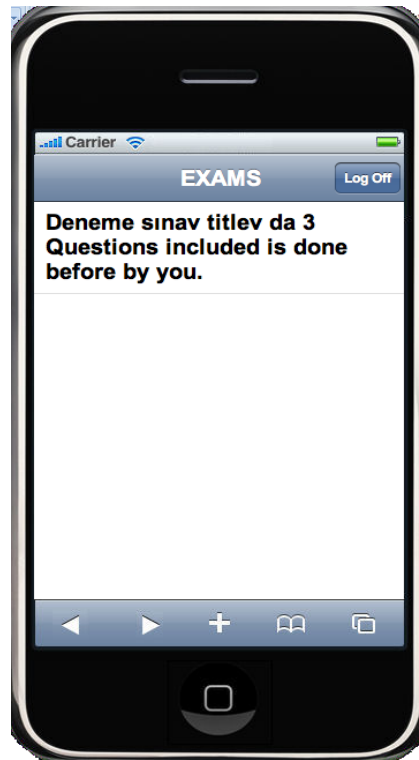 Carrier
EXAMS
Log Off
Deneme sınav titlev da 3
Questions included is done
before by you.